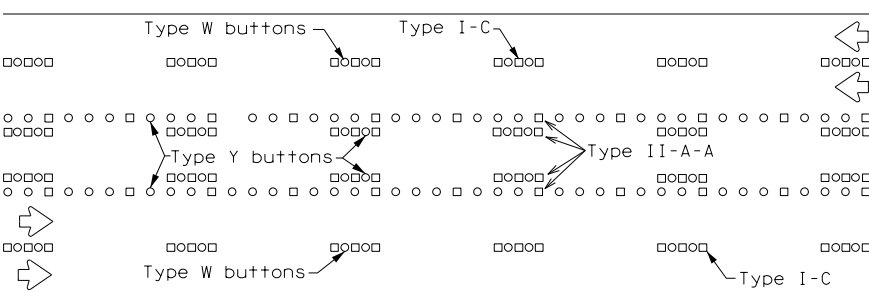 Type W buttons
Type I-C
Type Y buttons
Type II-A-A
Type W buttons
Type I-C